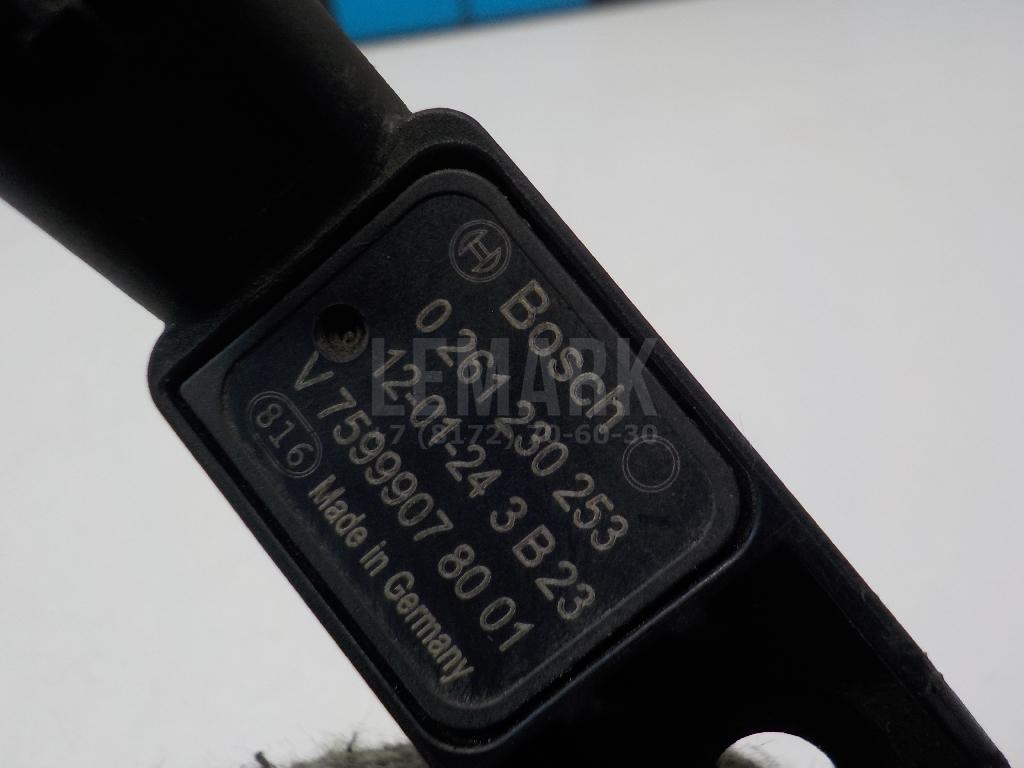 Bosch
0 261 230 253
12-01-24 3 B 23
V 7599907 80 01
816 Made in Germany
LEMARK